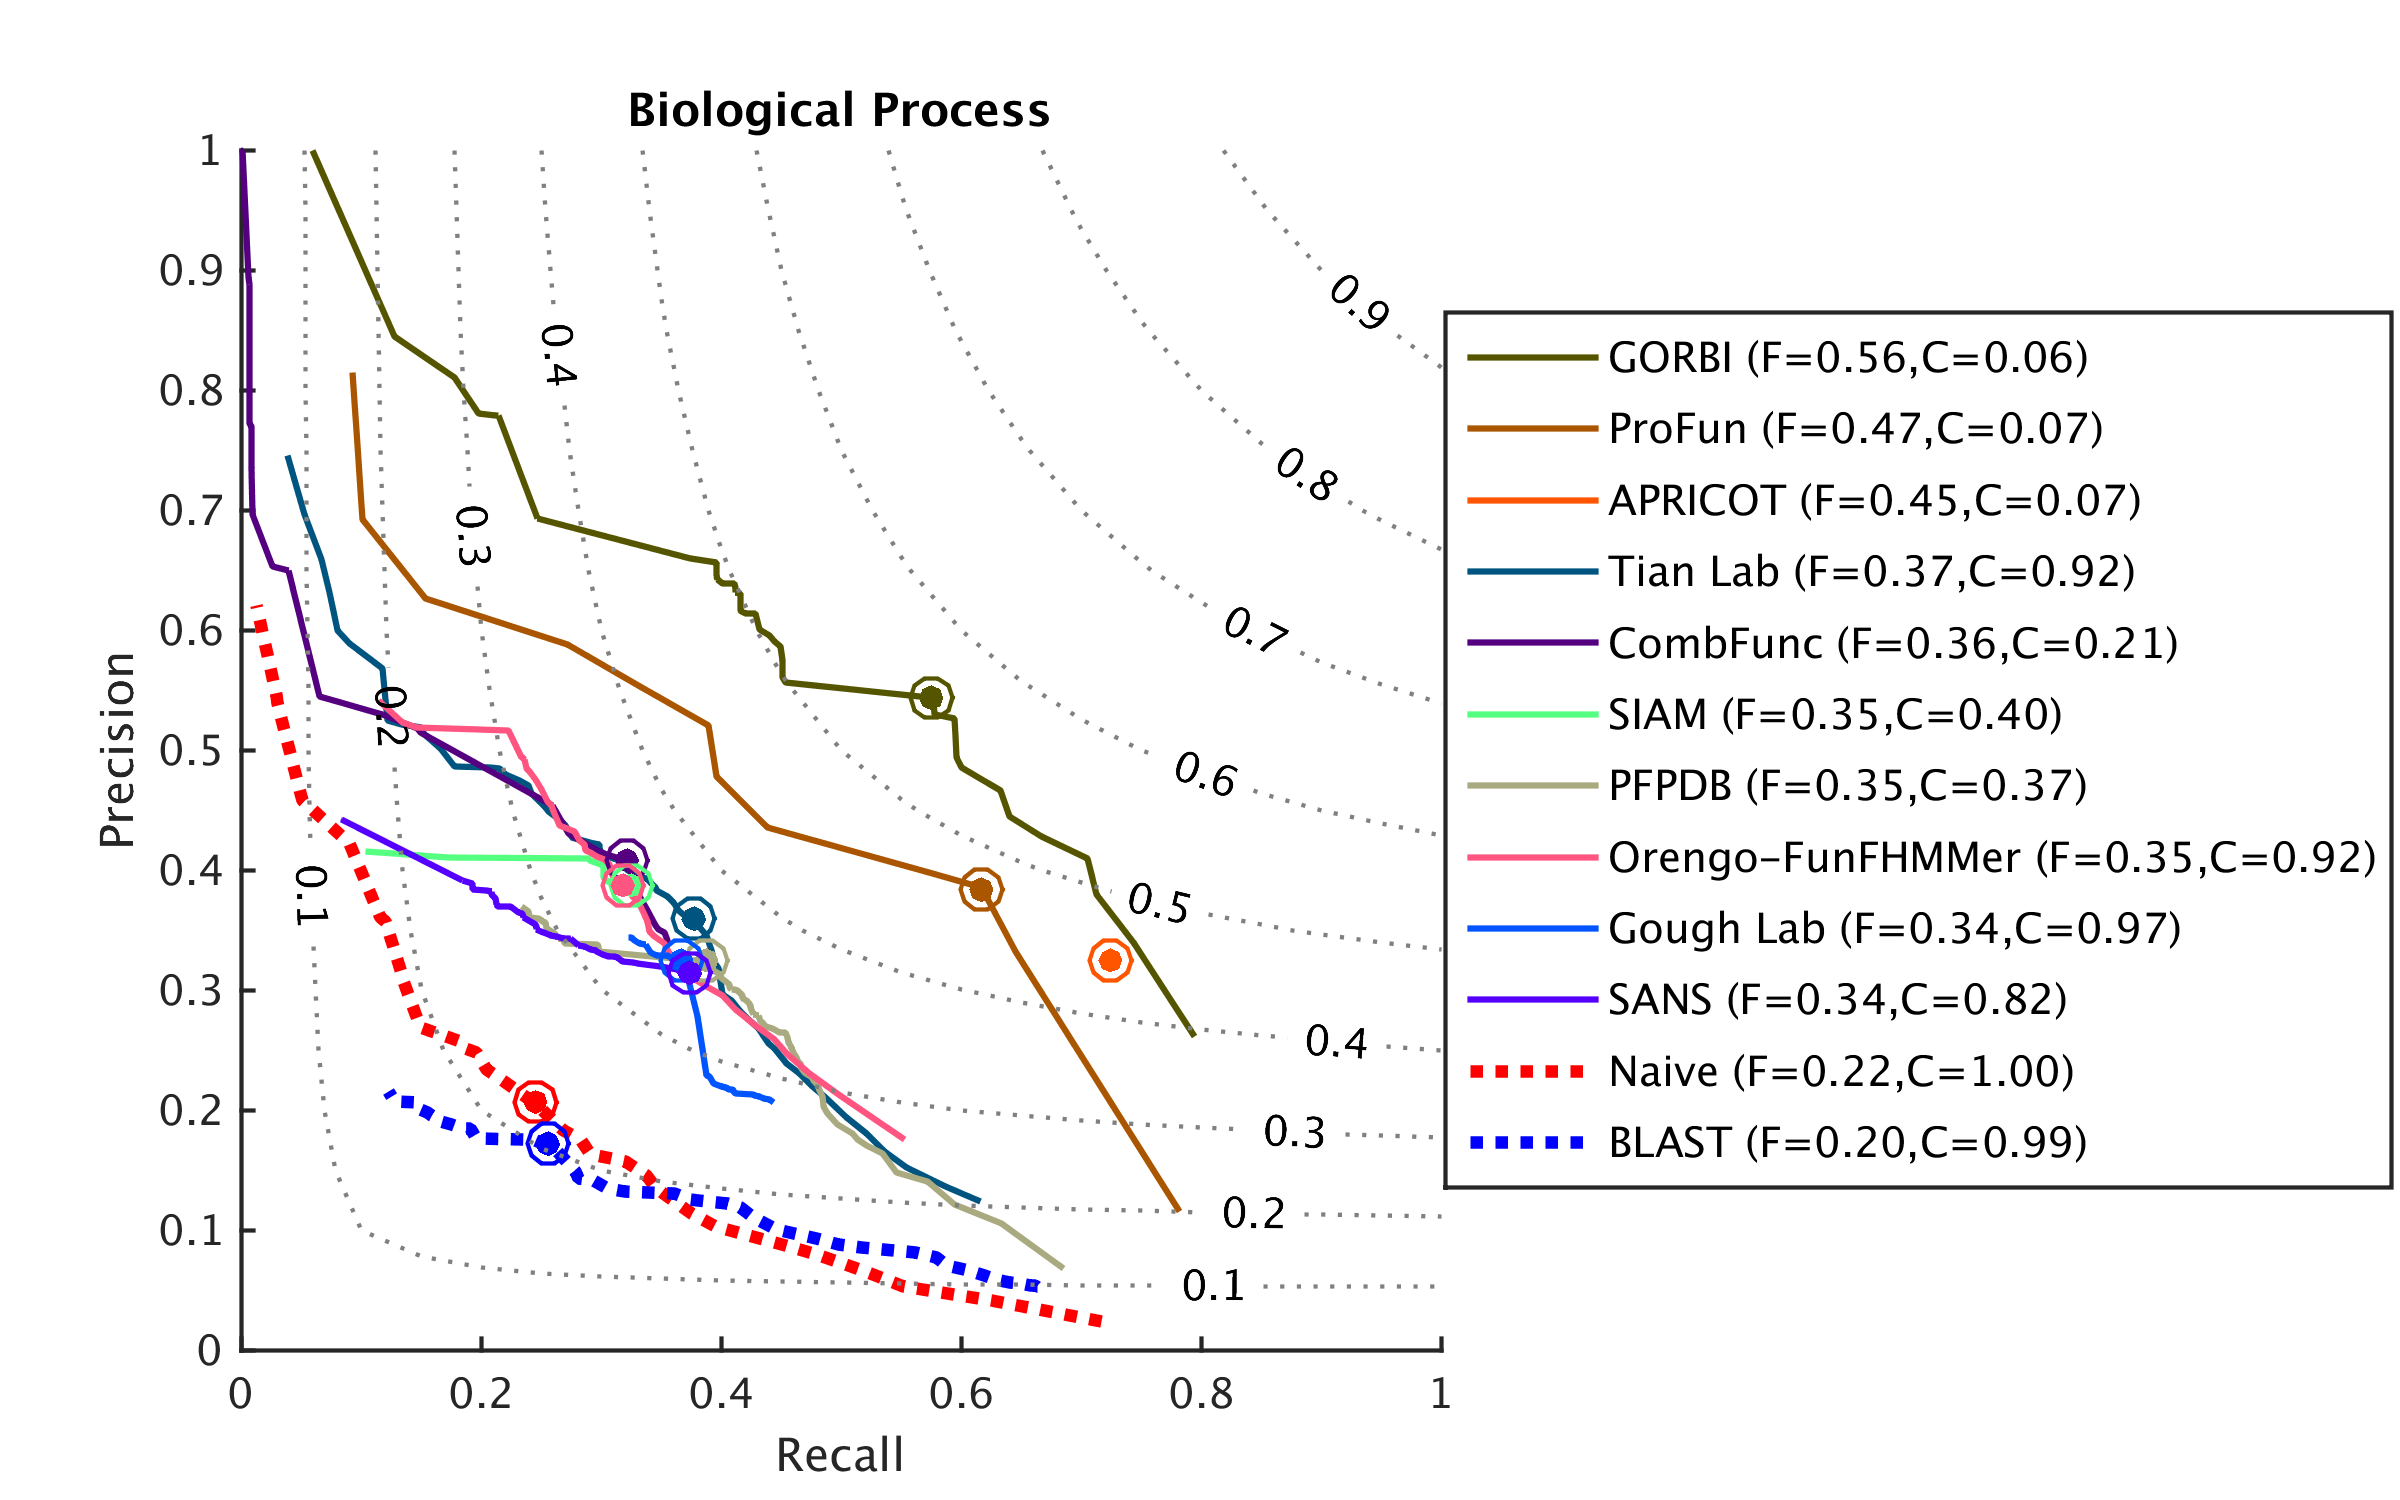 Biological Process
Precision
1
0.9
0.8
0.7
0.6
0.5
0.4
0.3
0.2
0.1
0
0
0.2
0.4
0.6
0.8
1
Recall
0.4
0.3
0.2
0.1
0.9
0.8
0.7
0.6
0.5
0.4
0.3
0.2
0.1
GORBI (F=0.56,C=0.06)
ProFun (F=0.47,C=0.07)
APRICOT (F=0.45,C=0.07)
Tian Lab (F=0.37,C=0.92)
CombFunc (F=0.36,C=0.21)
SIAM (F=0.35,C=0.40)
PFPDB (F=0.35,C=0.37)
Orengo-FunFHMMer (F=0.35,C=0.92)
Gough Lab (F=0.34,C=0.97)
SANS (F=0.34,C=0.82)
Naive (F=0.22,C=1.00)
BLAST (F=0.20,C=0.99)